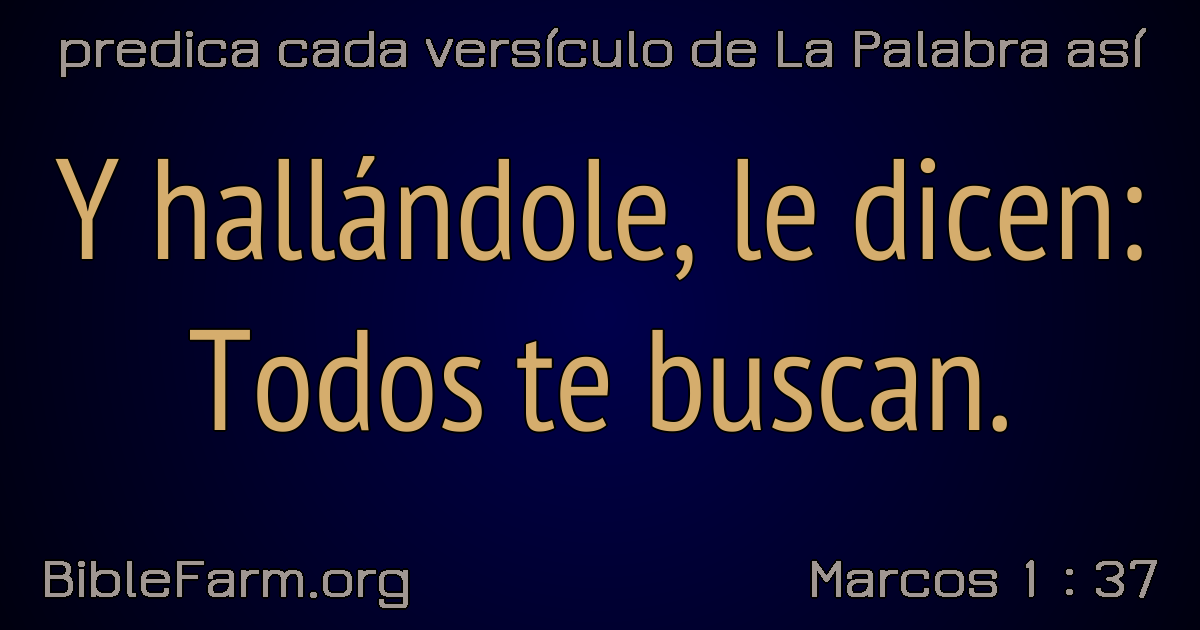 predica cada versículo de La Palabra así
Y hallándole, le dicen:
Todos te buscan.
BibleFarm.org
Marcos 1 : 37